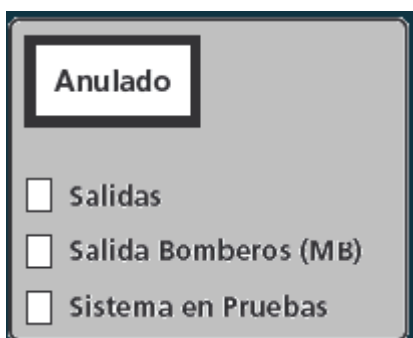 Anulado
Salidas
Salida Bomberos (MB)
Sistema en Pruebas